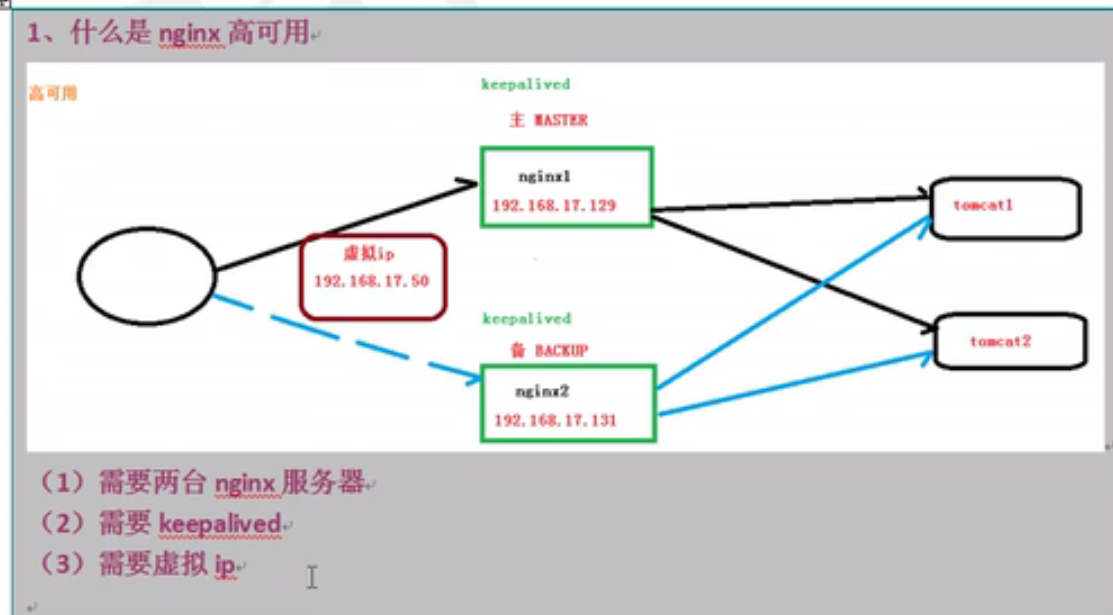 1、什么是 nginx 高可用
高可用
keepalived
主 MASTER
nginx1
192.168.17.129
虚拟ip
192.168.17.50
tomcat1
keepalived
备 BACKUP
nginx2
192.168.17.131
tomcat2
（1）需要两台 nginx 服务器
（2）需要 keepalived
（3）需要虚拟 ip